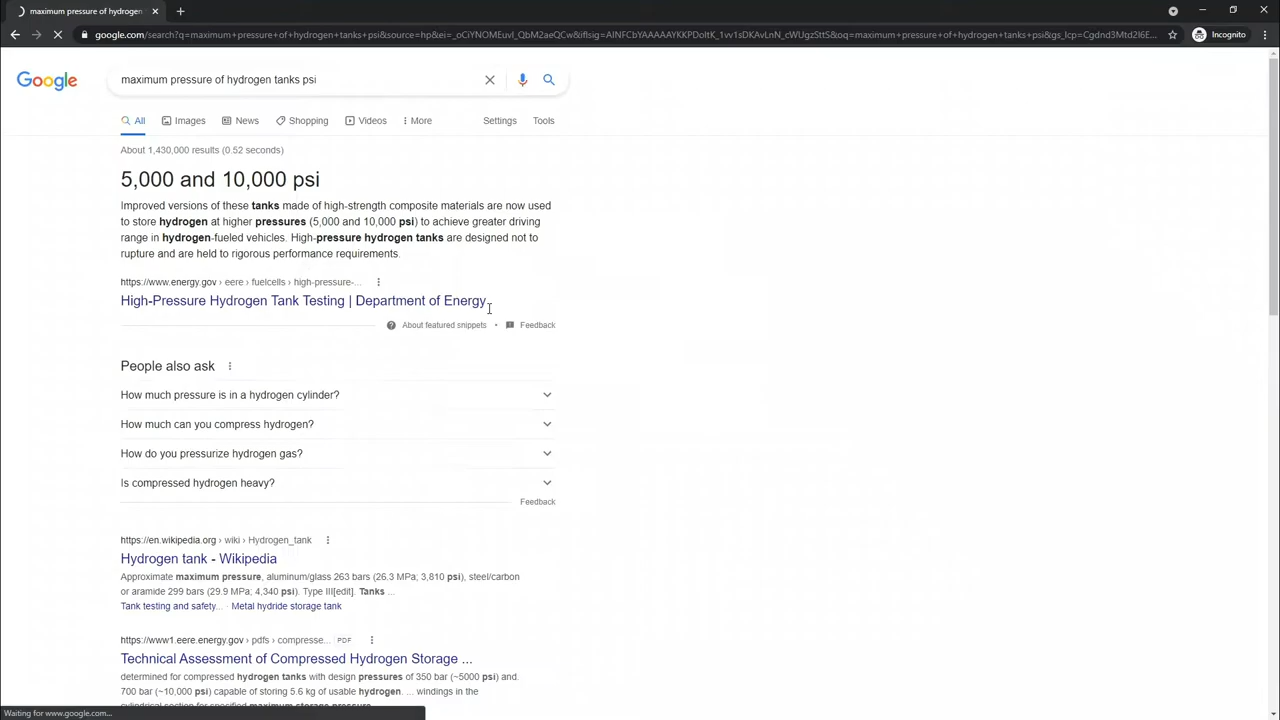 maximum pressure of hydrogen
google.com/search?q=maximum+pressure+of+hydrogen+tanks+psi&source=hp&ei=
Incognito
Google
maximum pressure of hydrogen tanks psi
All Images News Shopping Videos More Settings Tools
About 1,430,000 results (0.52 seconds)
5,000 and 10,000 psi
Improved versions of these tanks made of high-strength composite materials are now used
to store hydrogen at higher pressures (5,000 and 10,000 psi) to achieve greater driving
range in hydrogen-fueled vehicles. High-pressure hydrogen tanks are designed not to
rupture and are held to rigorous performance requirements.
https://www.energy.gov › eere › fuelcells › high-pressure-...
High-Pressure Hydrogen Tank Testing | Department of Energy
About featured snippets • Feedback
People also ask
How much pressure is in a hydrogen cylinder?
How much can you compress hydrogen?
How do you pressurize hydrogen gas?
Is compressed hydrogen heavy?
Feedback
https://en.wikipedia.org › wiki › Hydrogen_tank
Hydrogen tank - Wikipedia
Approximate maximum pressure, aluminum/glass 263 bars (26.3 MPa; 3,810 psi), steel/carbon
or aramide 299 bars (29.9 MPa; 4,340 psi). Type III[edit]. Tanks ...
Tank testing and safety... · Metal hydride storage tank
https://www1.eere.energy.gov › pdfs › compresse... PDF
Technical Assessment of Compressed Hydrogen Storage ...
determined for compressed hydrogen tanks with design pressures of 350 bar (~5000 psi) and.
700 bar (~10,000 psi) capable of storing 5.6 kg of usable hydrogen. ... windings in the
cylindrical section for specified maximum storage pressure
Waiting for www.google.com...